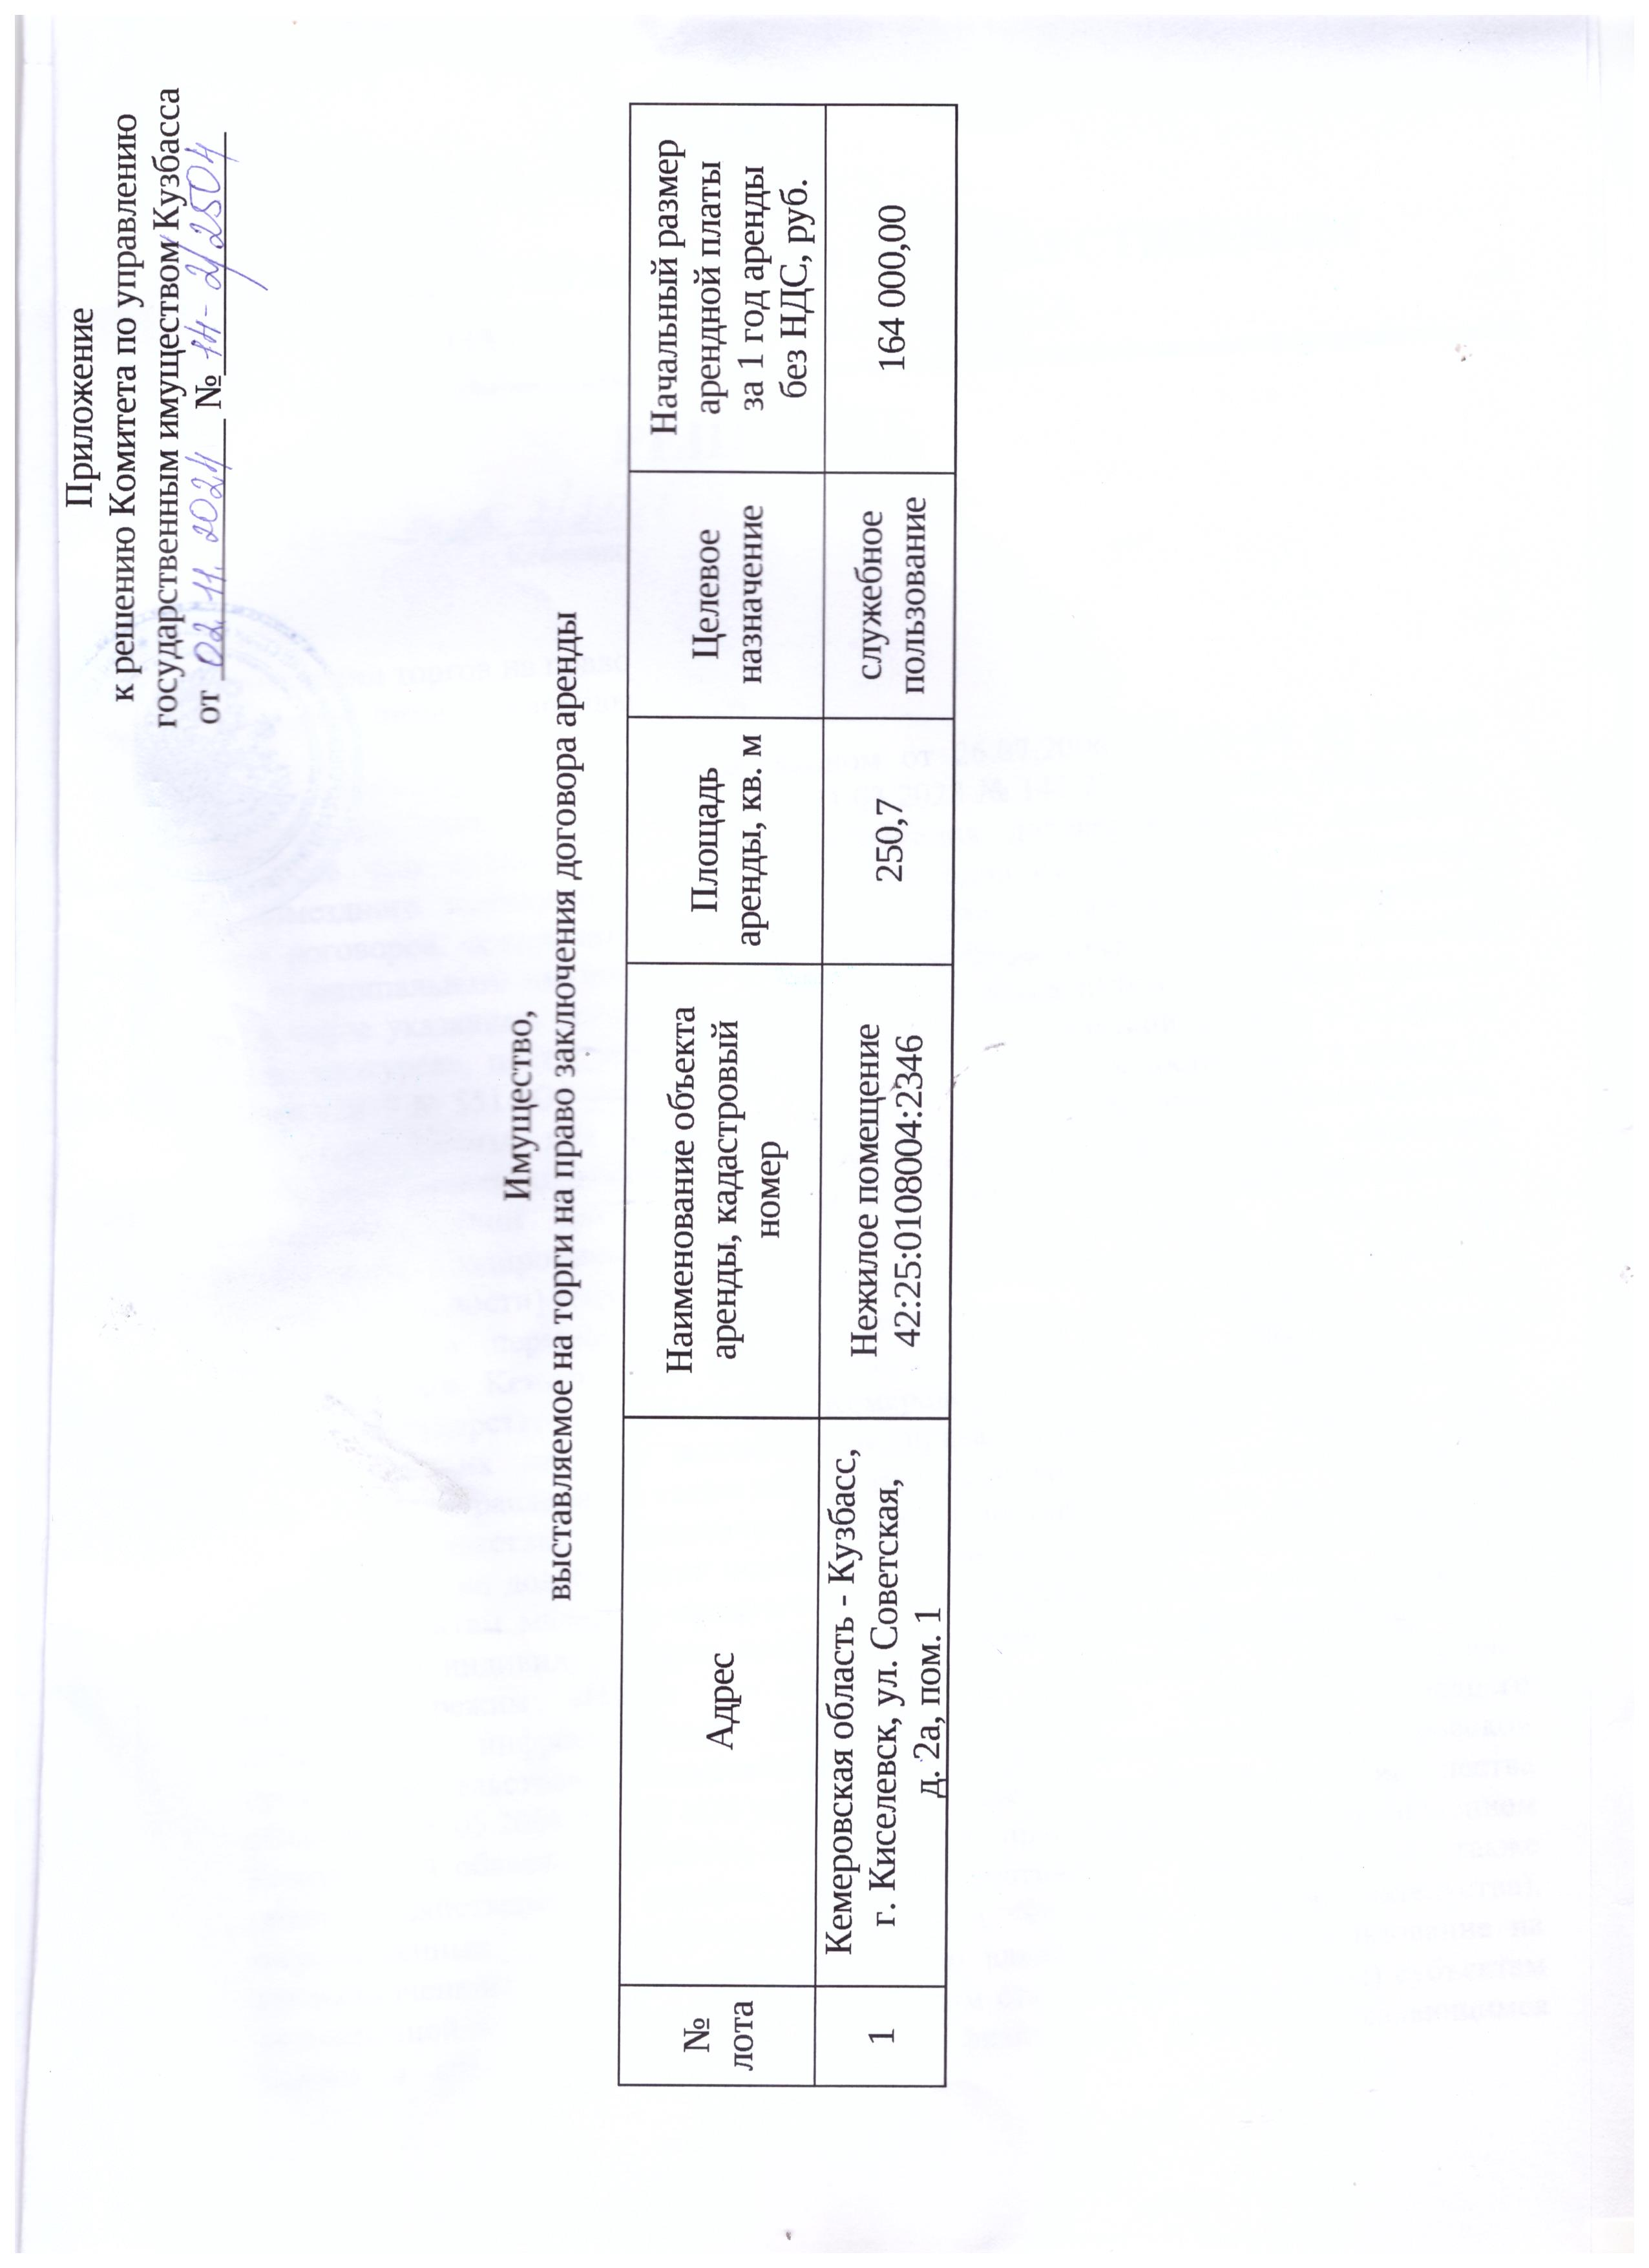 Приложение
к решению Комитета по управлению
государственным имуществом Кузбасса
от 02.11.2024 № 14-2/2504
Имущество,
выставляемое на торги на право заключения договора аренды
№
лота
Адрес
Наименование объекта
аренды, кадастровый
номер
Площадь
аренды, кв. м
Целевое
назначение
Начальный размер
арендной платы
за 1 год аренды
без НДС, руб.
1
Кемеровская область - Кузбасс,
г. Киселевск, ул. Советская,
д. 2а, пом. 1
Нежилое помещение
42:25:0108004:2346
250,7
служебное
пользование
164 000,00